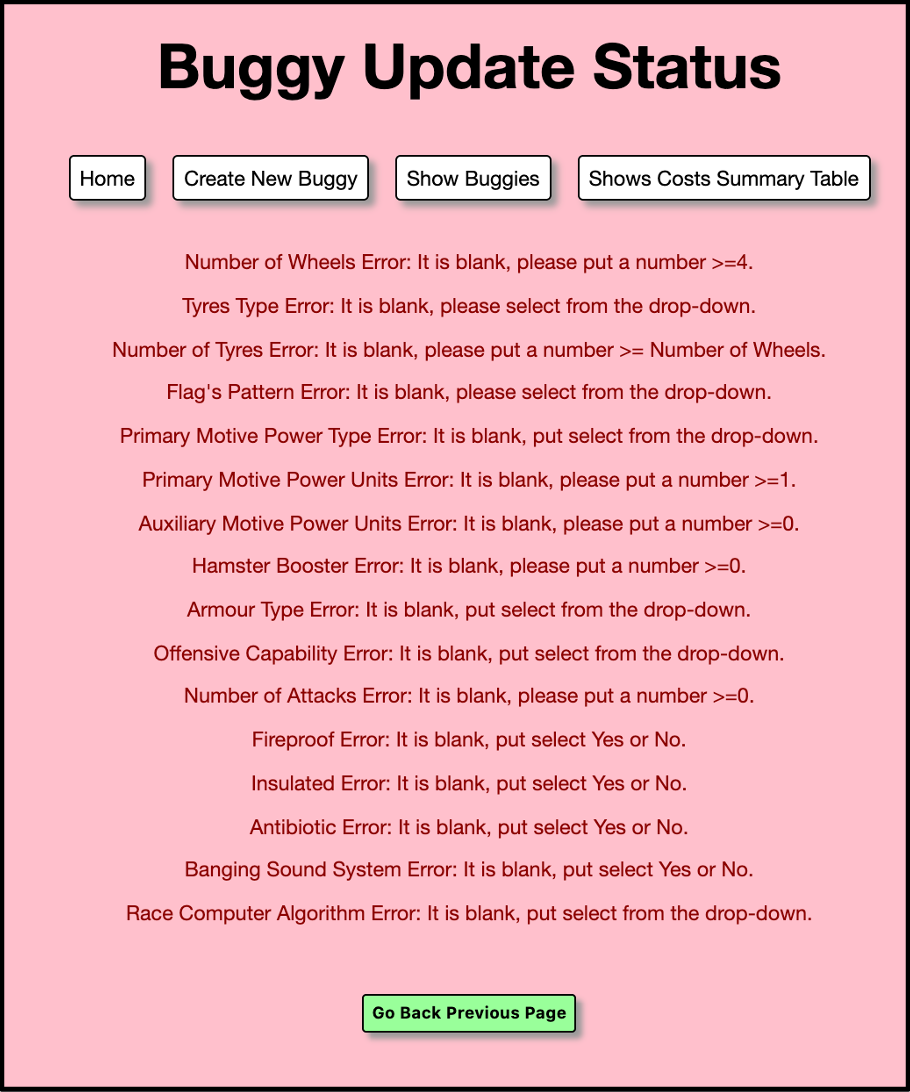 Buggy Update Status
Home Create New Buggy Show Buggies Shows Costs Summary Table
Number of Wheels Error: It is blank, please put a number >=4.
Tyres Type Error: It is blank, please select from the drop-down.
Number of Tyres Error: It is blank, please put a number >= Number of Wheels.
Flag's Pattern Error: It is blank, please select from the drop-down.
Primary Motive Power Type Error: It is blank, put select from the drop-down.
Primary Motive Power Units Error: It is blank, please put a number >=1.
Auxiliary Motive Power Units Error: It is blank, please put a number >=0.
Hamster Booster Error: It is blank, please put a number >=0.
Armour Type Error: It is blank, put select from the drop-down.
Offensive Capability Error: It is blank, put select from the drop-down.
Number of Attacks Error: It is blank, please put a number >=0.
Fireproof Error: It is blank, put select Yes or No.
Insulated Error: It is blank, put select Yes or No.
Antibiotic Error: It is blank, put select Yes or No.
Banging Sound System Error: It is blank, put select Yes or No.
Race Computer Algorithm Error: It is blank, put select from the drop-down.
Go Back Previous Page